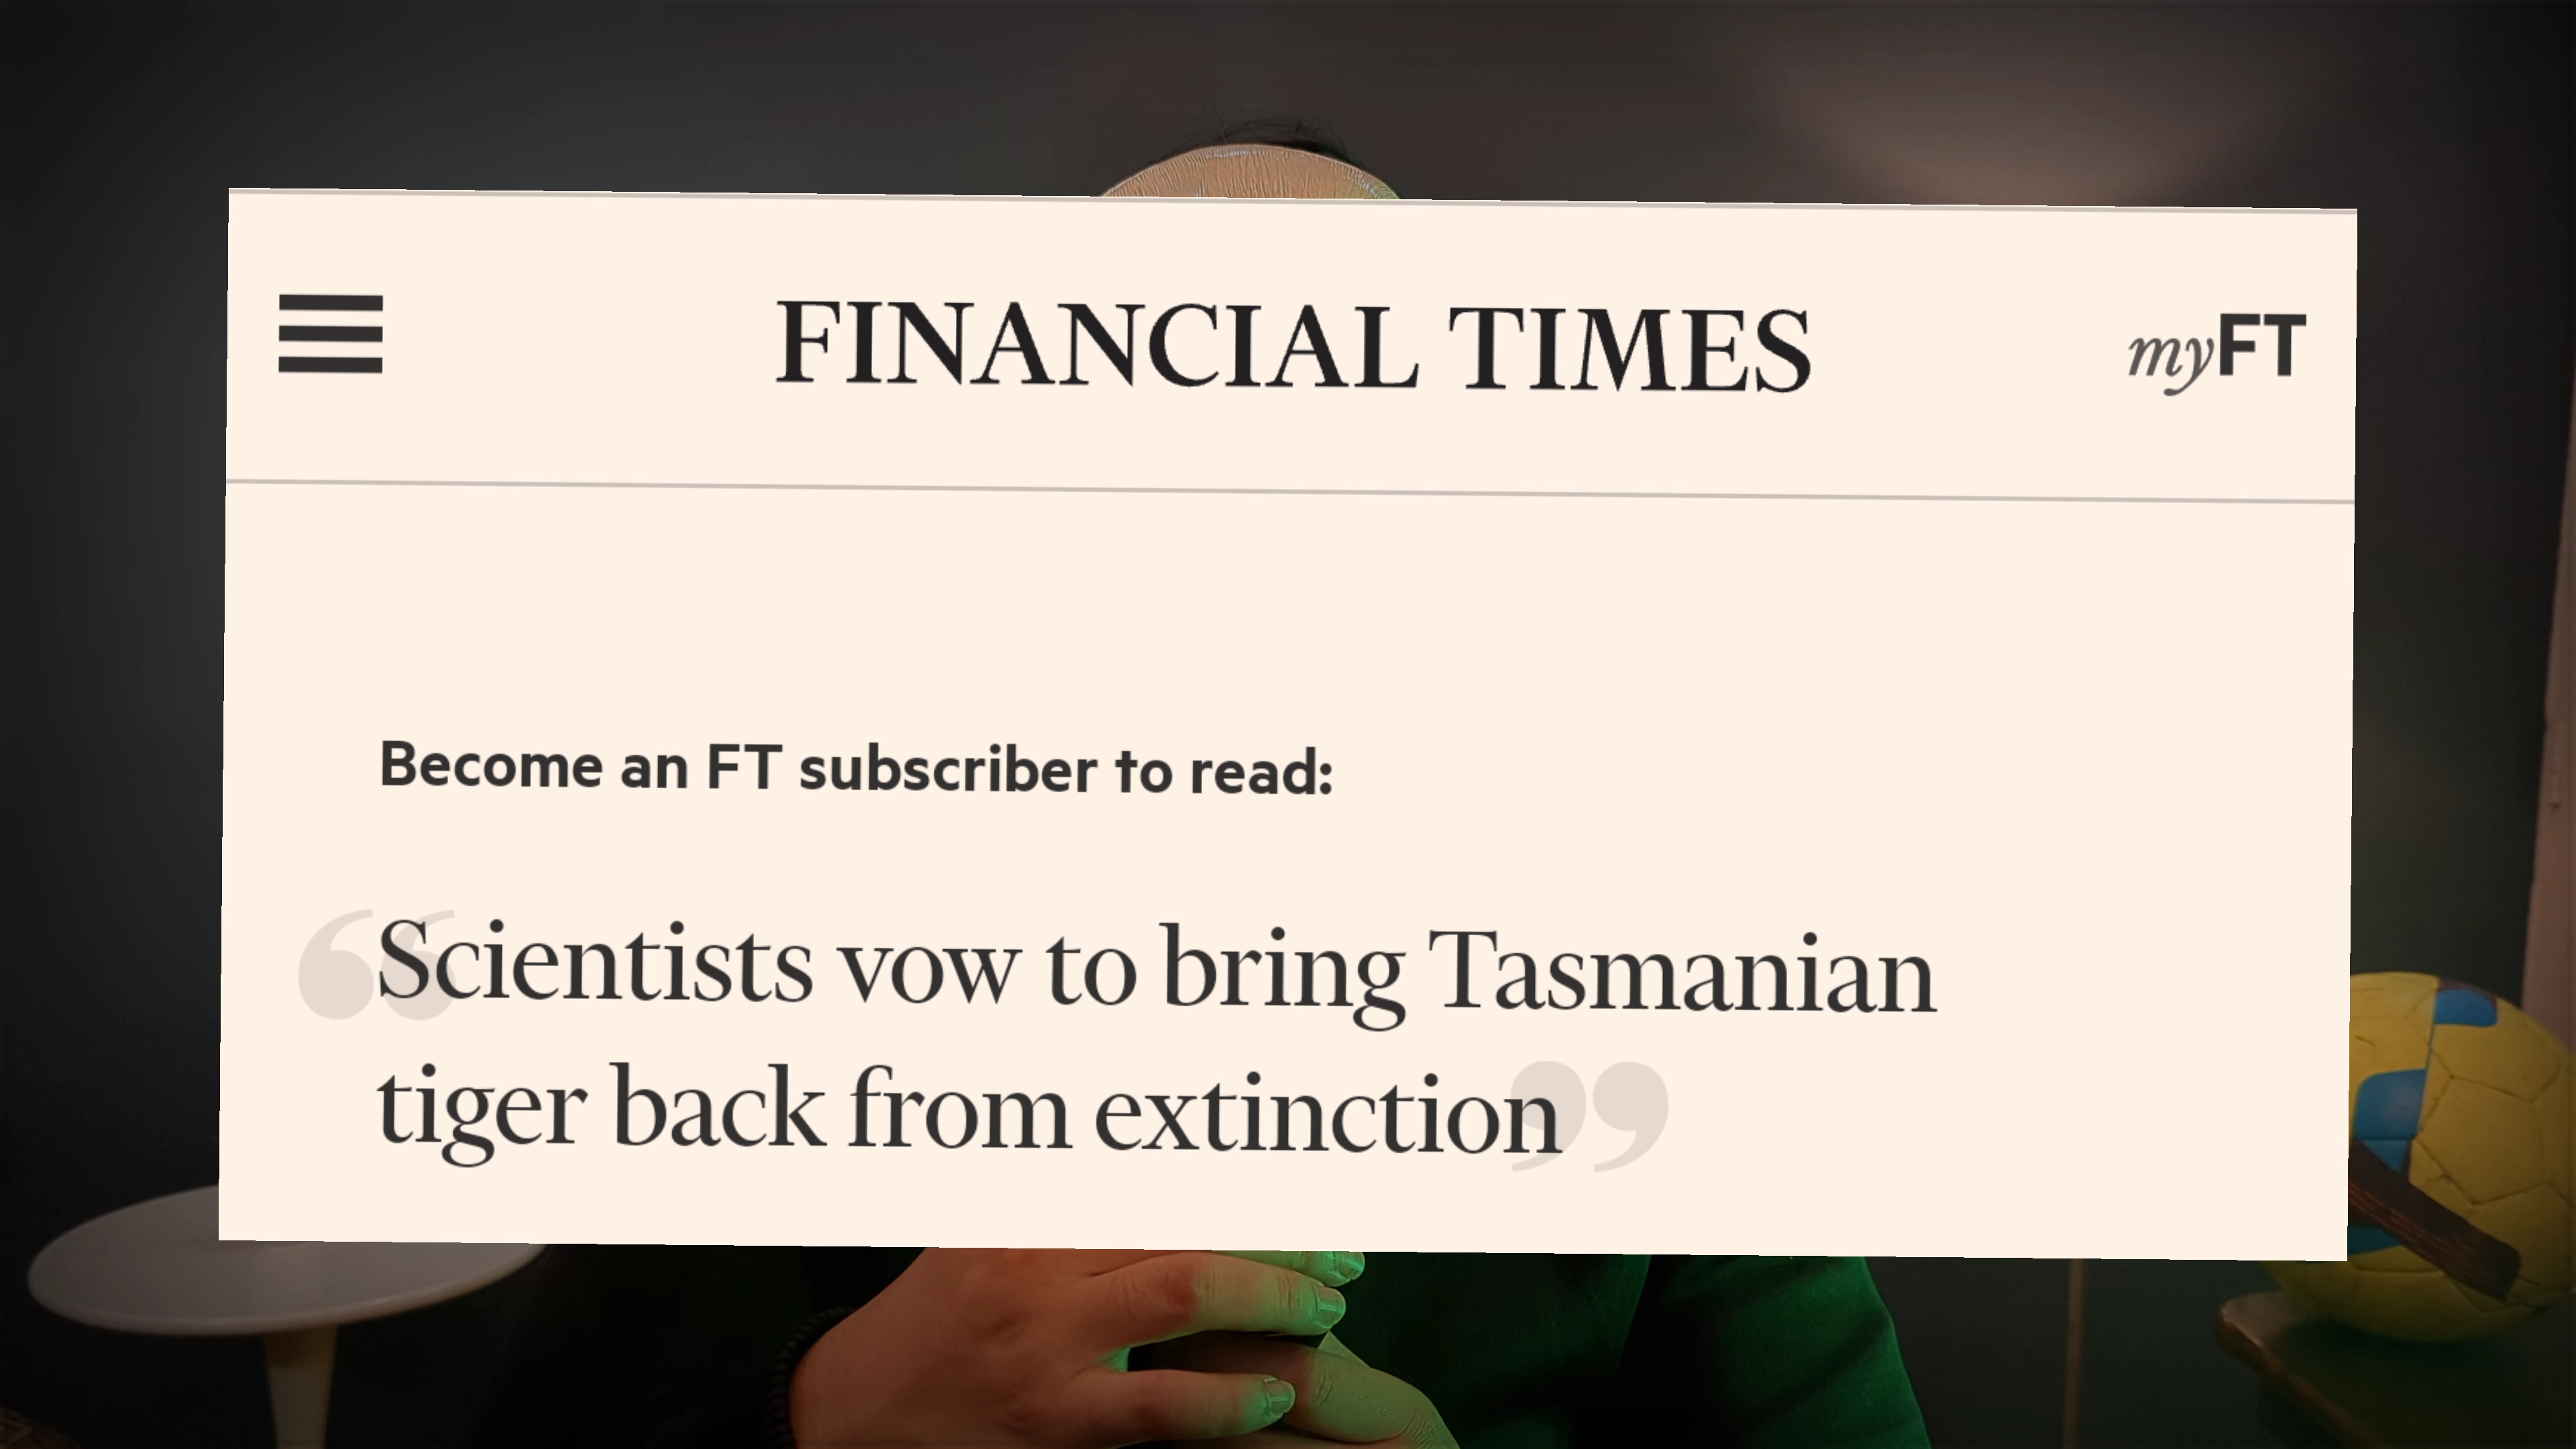 FINANCIAL TIMES
myFT
Become an FT subscriber to read:
“Scientists vow to bring Tasmanian
tiger back from extinction”